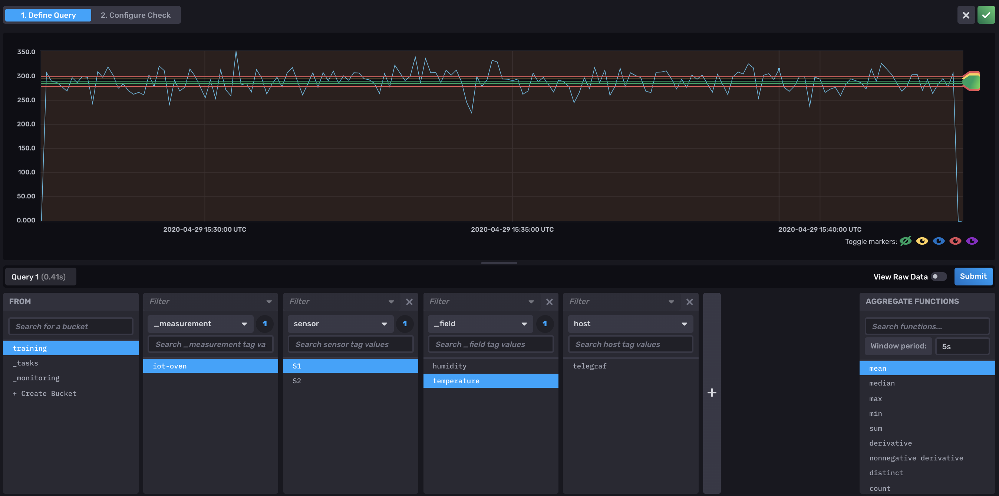 1. Define Query
2. Configure Check
350.0
300.0
250.0
200.0
150.0
100.0
50.00
0.000
2020-04-29 15:30:00 UTC
2020-04-29 15:35:00 UTC
2020-04-29 15:40:00 UTC
Toggle markers:
Query 1 (0.41s)
View Raw Data
Submit
FROM
Search for a bucket
training
_tasks
_monitoring
+ Create Bucket
Filter
_measurement
1
Search _measurement tag va
iot-oven
Filter
sensor
1
Search sensor tag values
S1
S2
Filter
_field
1
Search _field tag values
humidity
temperature
Filter
host
Search host tag values
telegraf
AGGREGATE FUNCTIONS
Search functions...
Window period:
5s
mean
median
max
min
sum
derivative
nonnegative derivative
distinct
count